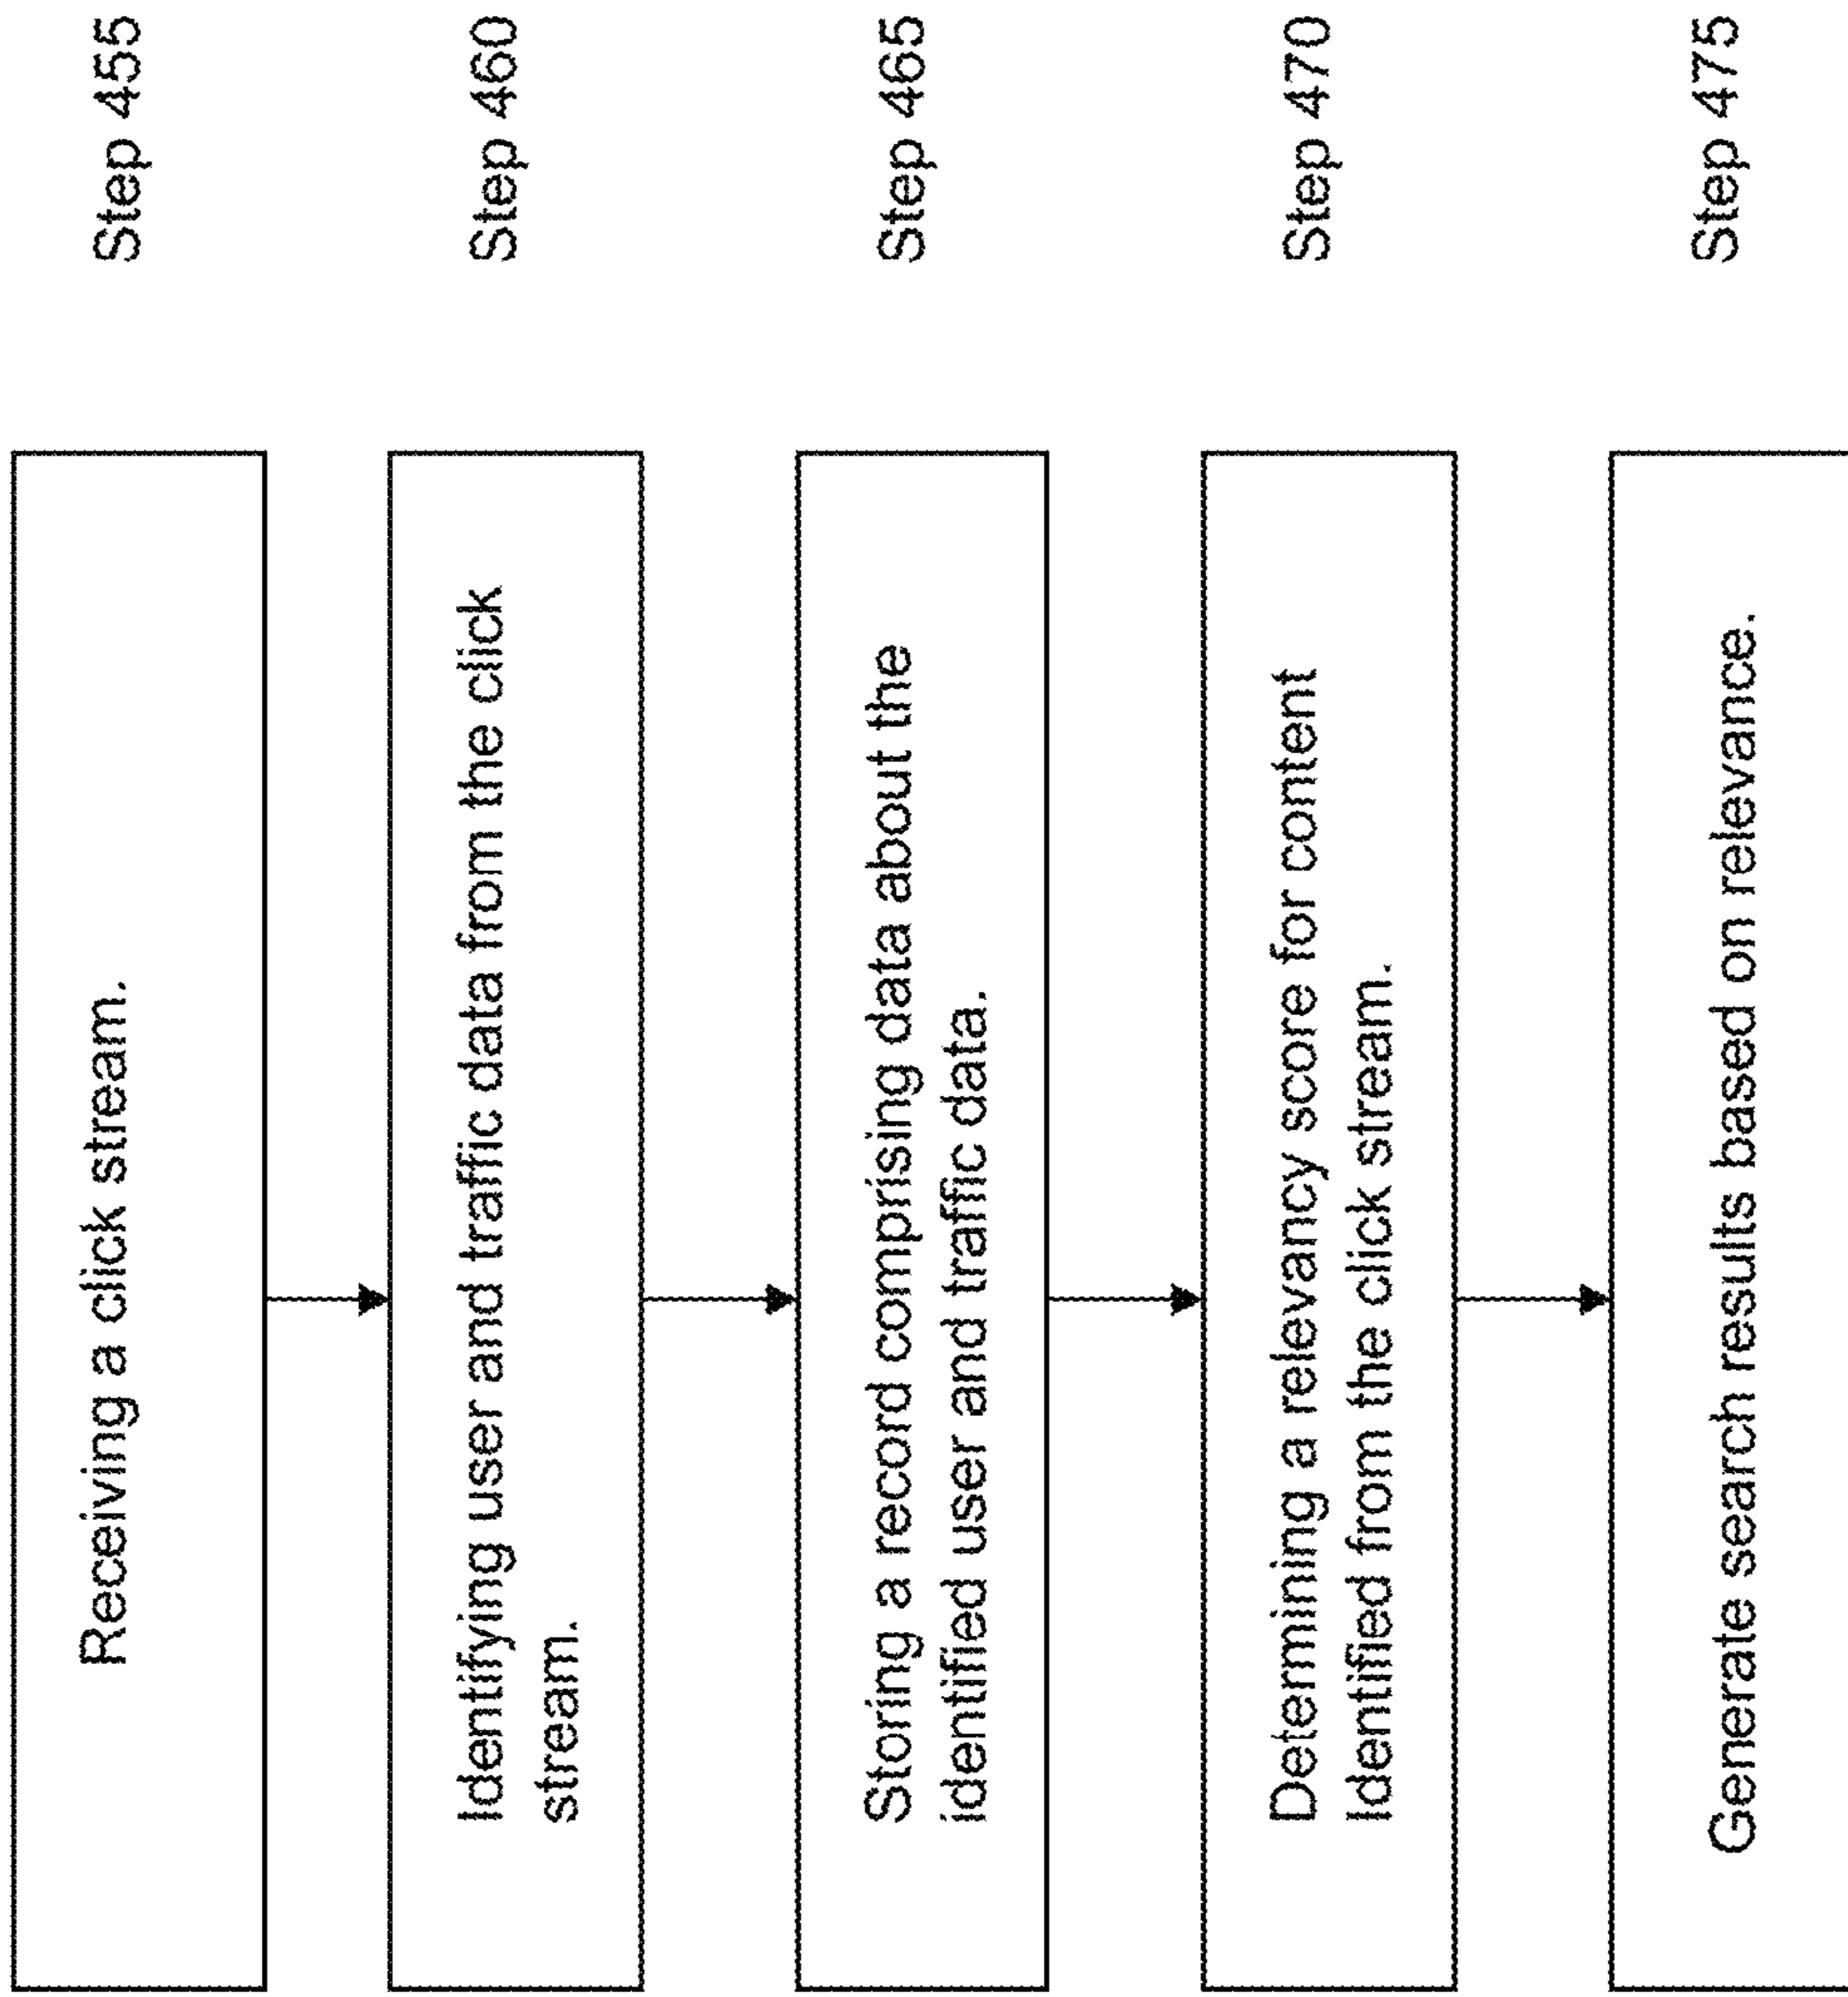 Receiving a click stream.
Step 455
Identifying user and traffic data from the click
stream.
Step 460
Storing a record comprising data about the
identified user and traffic data.
Step 465
Determining a relevancy score for content
Identified from the click stream.
Step 470
Generate search results based on relevance.
Step 475